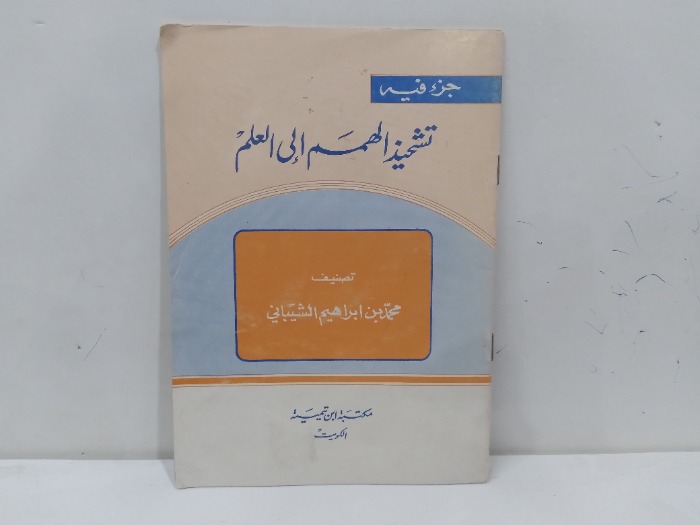 جزء فيه
تشحيذ الهمم إلى العلم
تصنيف
محمد بن ابراهيم الشيباني
مكتبة ابن تيمية
الكويت